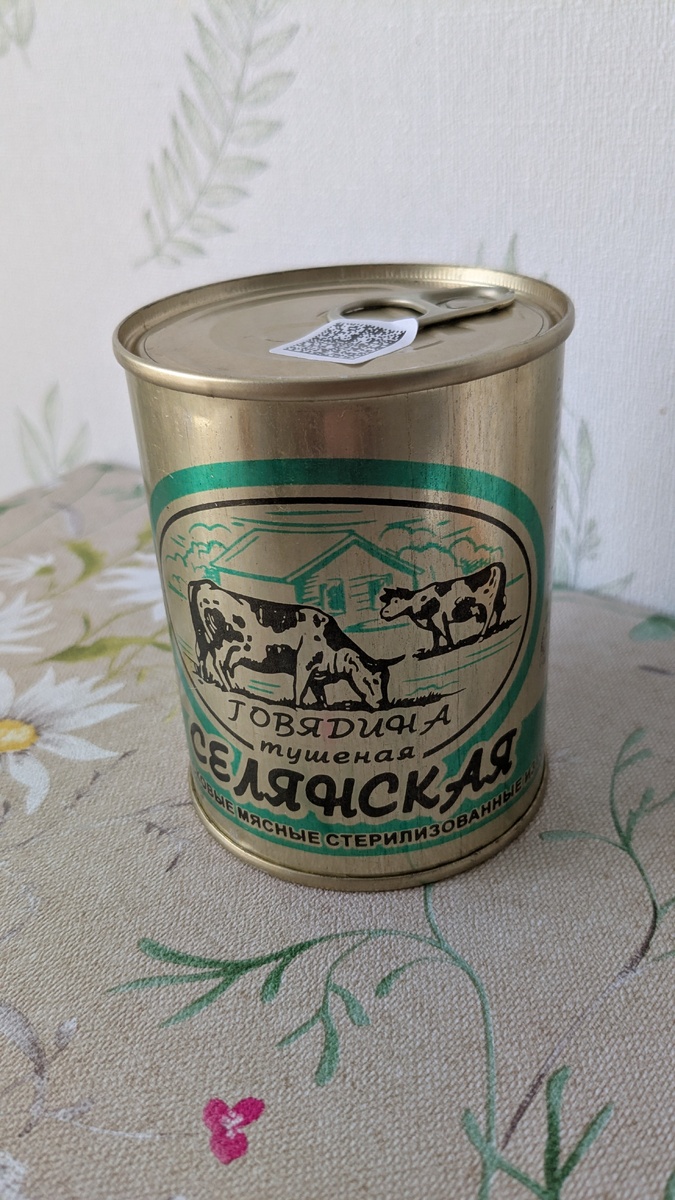 ГОВЯДИНА
тушеная
СЕЛЯНСКАЯ
МЯСНЫЕ СТЕРИЛИЗОВАННЫЕ